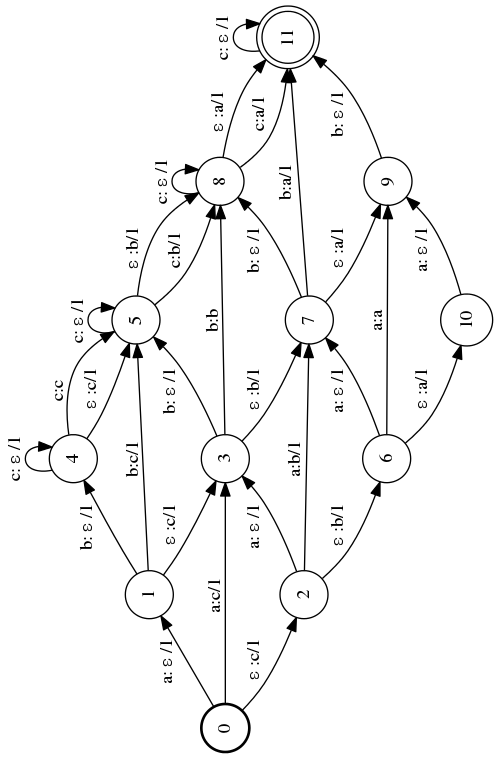 c: ε /1
c:c
4
c: ε /1
b: ε /1
ε :c/1
b:c/1
ε :b/1
5
1
c: ε /1
a: ε /1
ε :c/1
b: ε /1
c:b/1
b:b
a:c/1
8
ε :a/1
c: ε /1
0
3
ε :c/1
a: ε /1
ε :b/1
b: ε /1
c:a/1
b:a/1
11
a:b/1
2
7
ε :b/1
a: ε /1
ε :a/1
b: ε /1
a:a
6
9
ε :a/1
a: ε /1
10